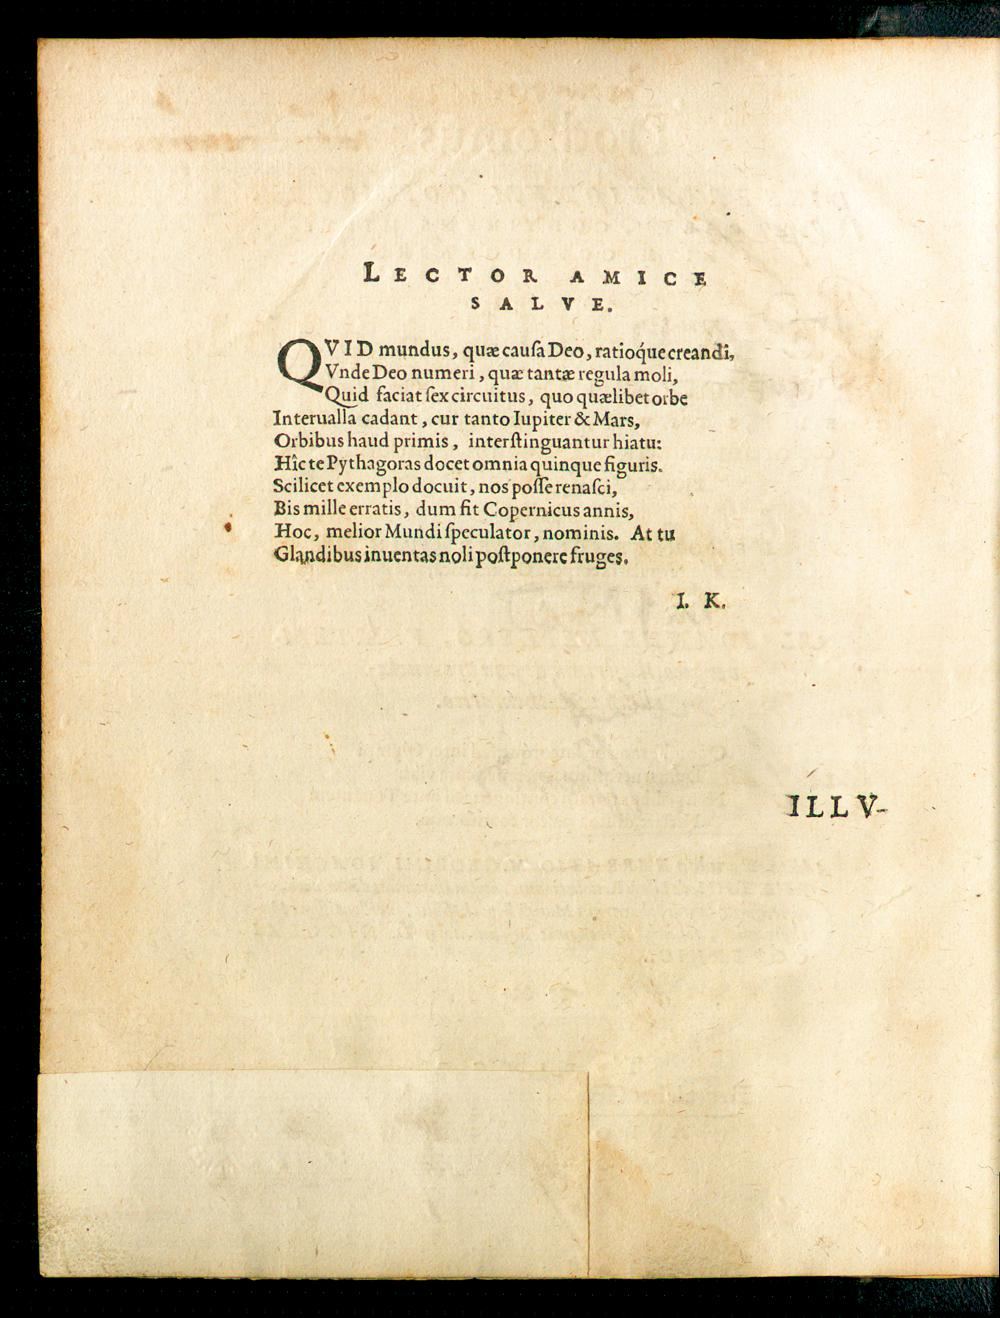 LECTOR AMICE
SALVE.
QVID mundus, quæ cauſa Deo, ratioq́ue creandi,
Vnde Deo numeri, quæ tantæ regula moli,
Quid faciat ſex circuitus, quo quælibet orbe
Interualla cadant, cur tanto Iupiter & Mars,
Orbibus haud primis, interſtinguantur hiatu:
Hîc te Pythagoras docet omnia quinque figuris.
Scilicet exemplo docuit, nos poſſe renaſci,
Bis mille erratis, dum fit Copernicus annis,
Hoc, melior Mundi ſpeculator, nominis. At tu
Glandibus inuentas noli poſtponere fruges.
I. K.
ILLV-